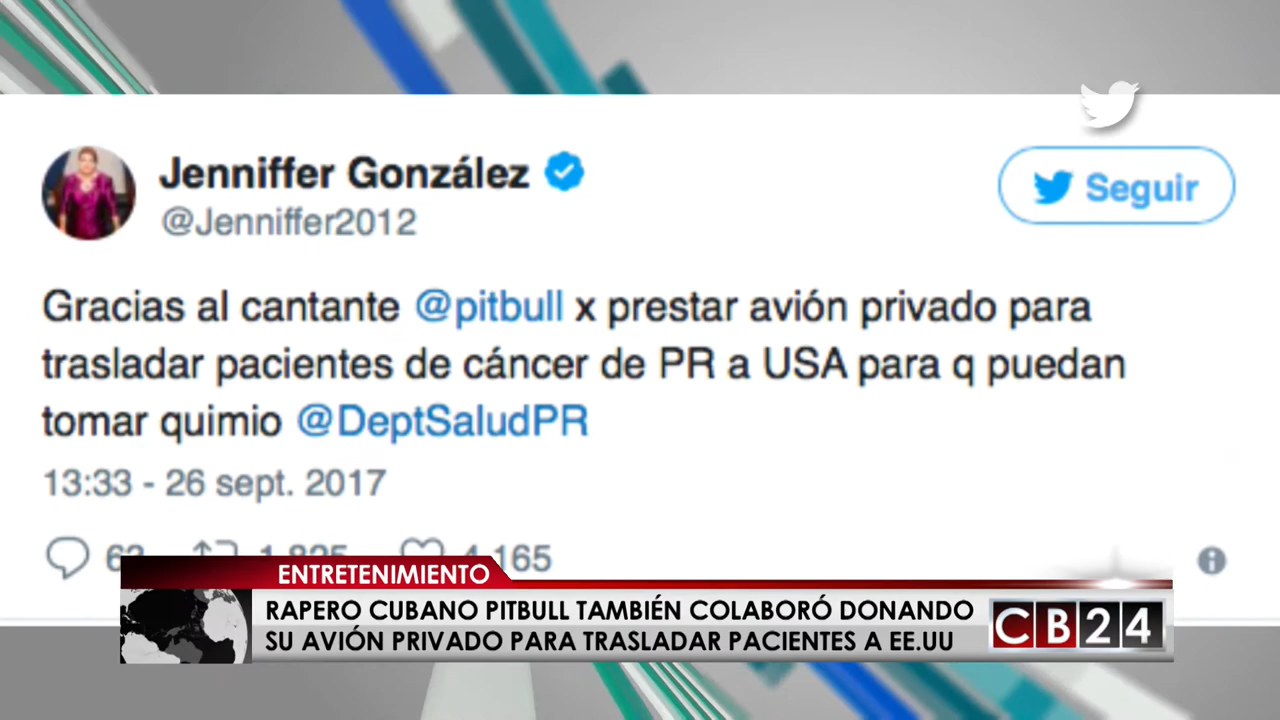 Jenniffer González
@Jenniffer2012
Seguir
Gracias al cantante @pitbull x prestar avión privado para
trasladar pacientes de cáncer de PR a USA para q puedan
tomar quimio @DeptSaludPR
13:33 - 26 sept. 2017
ENTRETENIMIENTO
RAPERO CUBANO PITBULL TAMBIÉN COLABORÓ DONANDO
SU AVIÓN PRIVADO PARA TRASLADAR PACIENTES A EE.UU
CB24